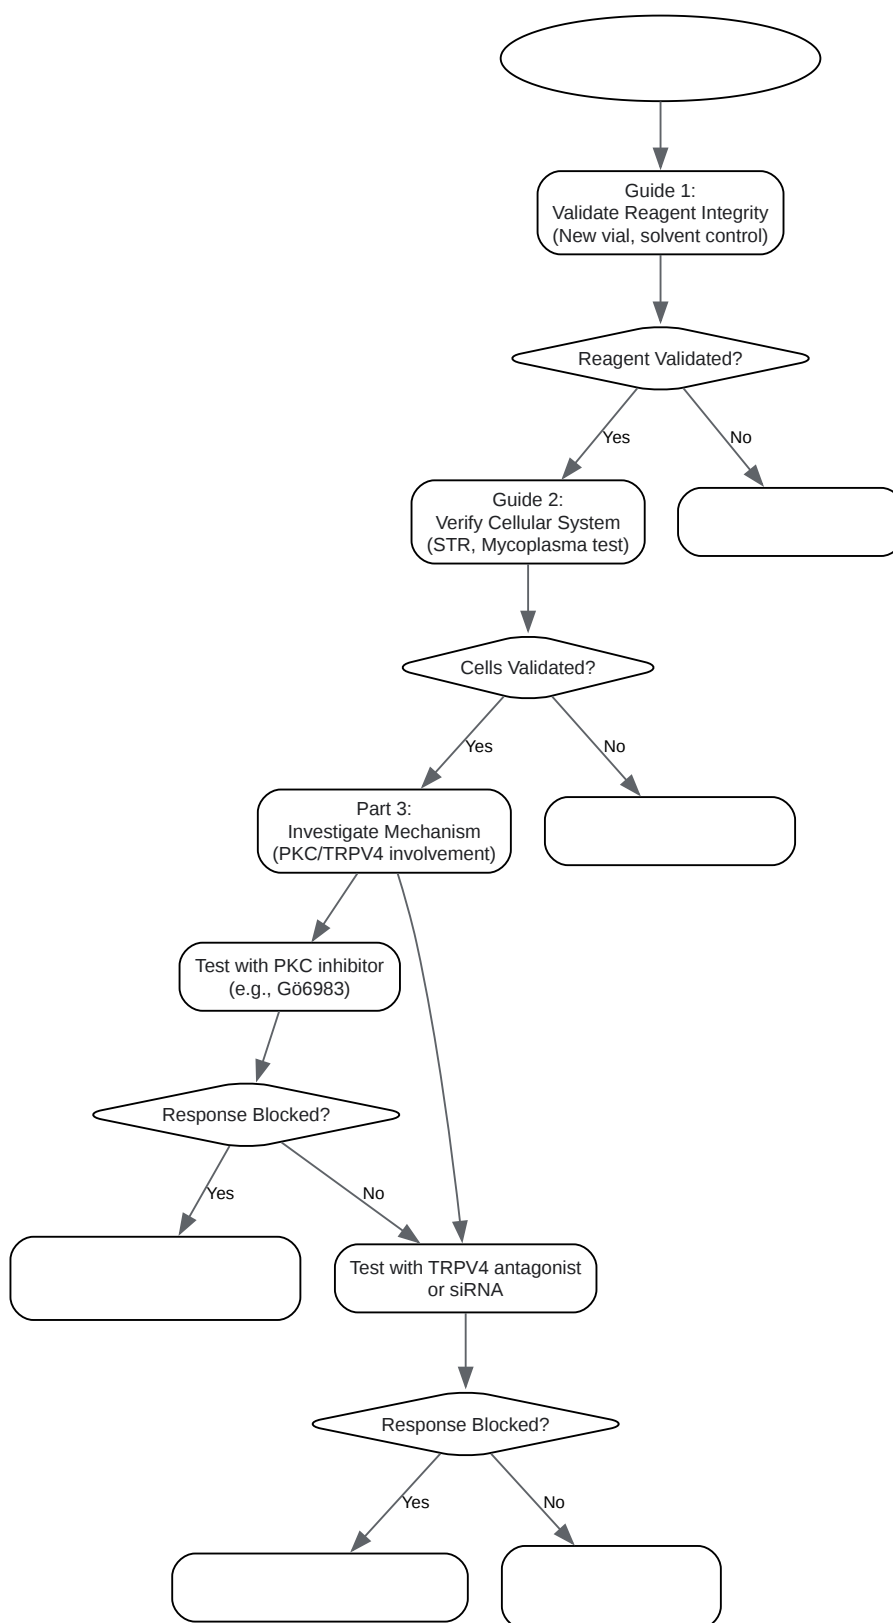 Guide 1:
Validate Reagent Integrity
(New vial, solvent control)
Reagent Validated?
Yes
No
Guide 2:
Verify Cellular System
(STR, Mycoplasma test)
Cells Validated?
Yes
No
Part 3:
Investigate Mechanism
(PKC/TRPV4 involvement)
Test with PKC inhibitor
(e.g., Gö6983)
Response Blocked?
Yes
No
Test with TRPV4 antagonist
or siRNA
Response Blocked?
Yes
No